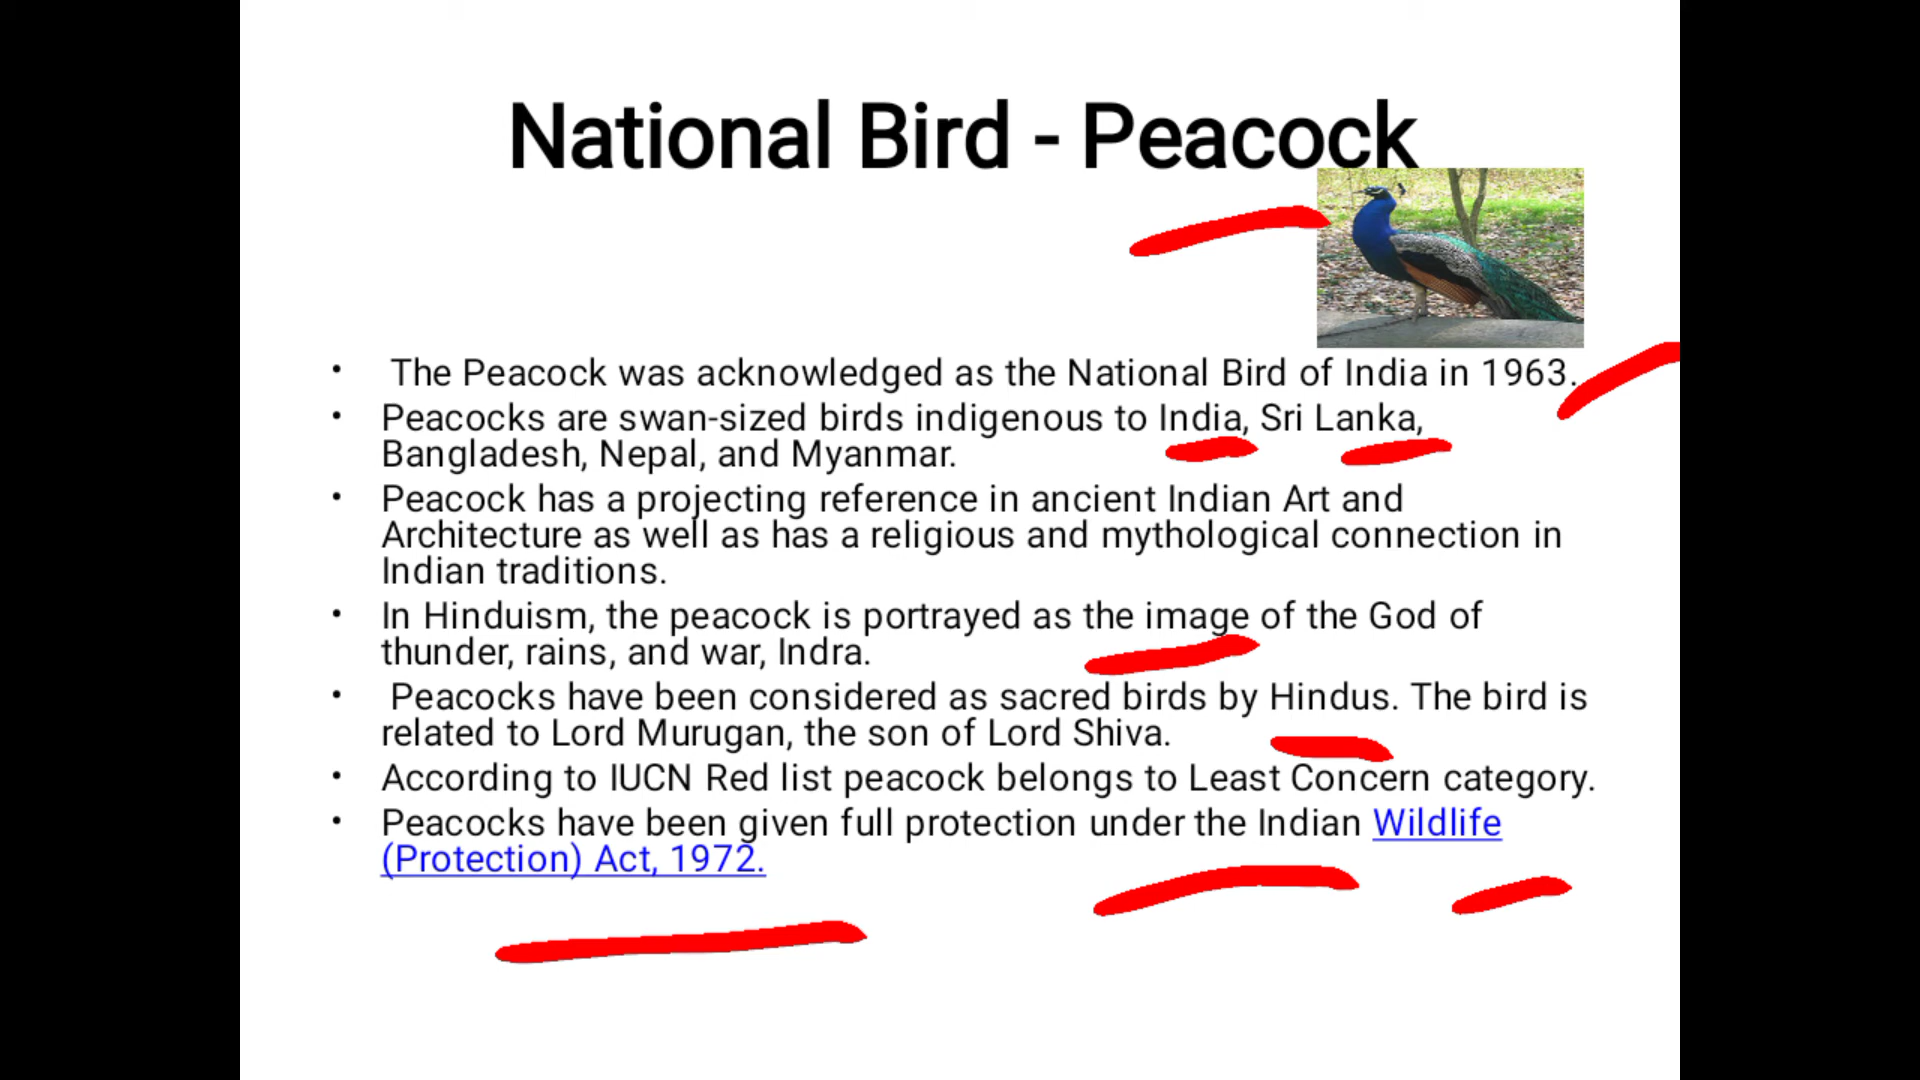 National Bird - Peacock
• The Peacock was acknowledged as the National Bird of India in 1963.
• Peacocks are swan-sized birds indigenous to India, Sri Lanka,
Bangladesh, Nepal, and Myanmar.
• Peacock has a projecting reference in ancient Indian Art and
Architecture as well as has a religious and mythological connection in
Indian traditions.
• In Hinduism, the peacock is portrayed as the image of the God of
thunder, rains, and war, Indra.
• Peacocks have been considered as sacred birds by Hindus. The bird is
related to Lord Murugan, the son of Lord Shiva.
• According to IUCN Red list peacock belongs to Least Concern category.
• Peacocks have been given full protection under the Indian Wildlife
(Protection) Act, 1972.